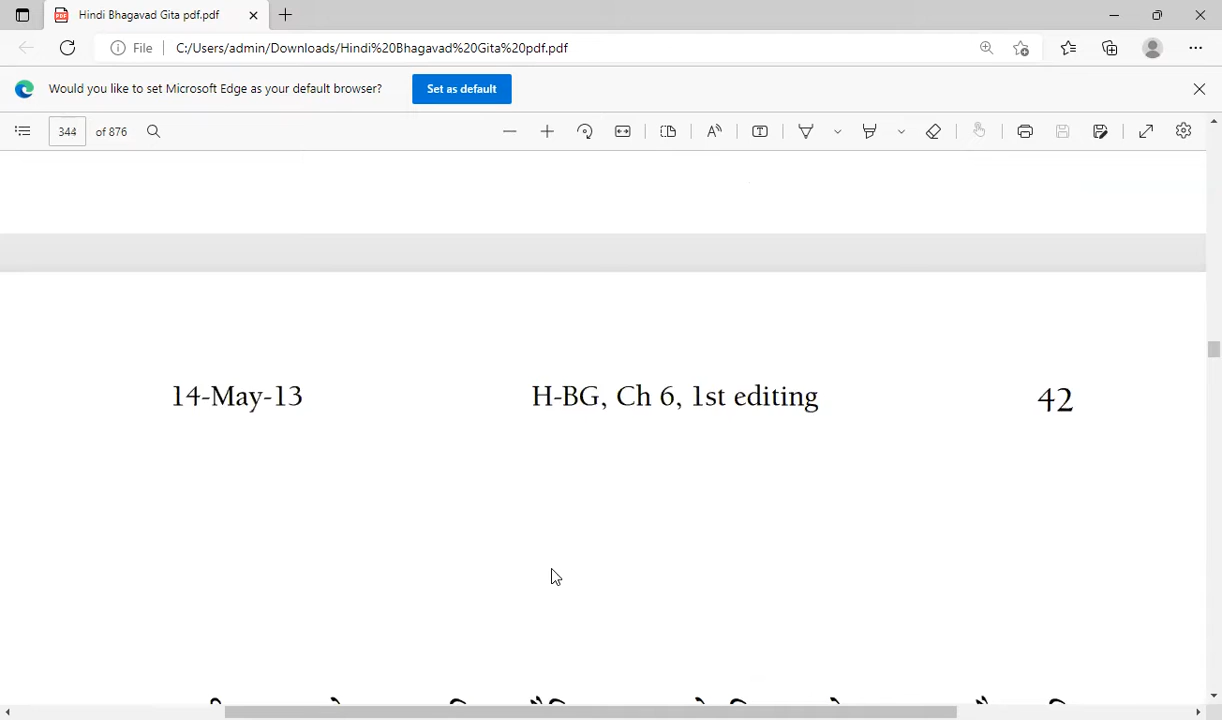 Hindi Bhagavad Gita pdf.pdf
File C:/Users/admin/Downloads/Hindi%20Bhagavad%20Gita%20pdf.pdf
Would you like to set Microsoft Edge as your default browser? Set as default
344 of 876
14-May-13 H-BG, Ch 6, 1st editing 42